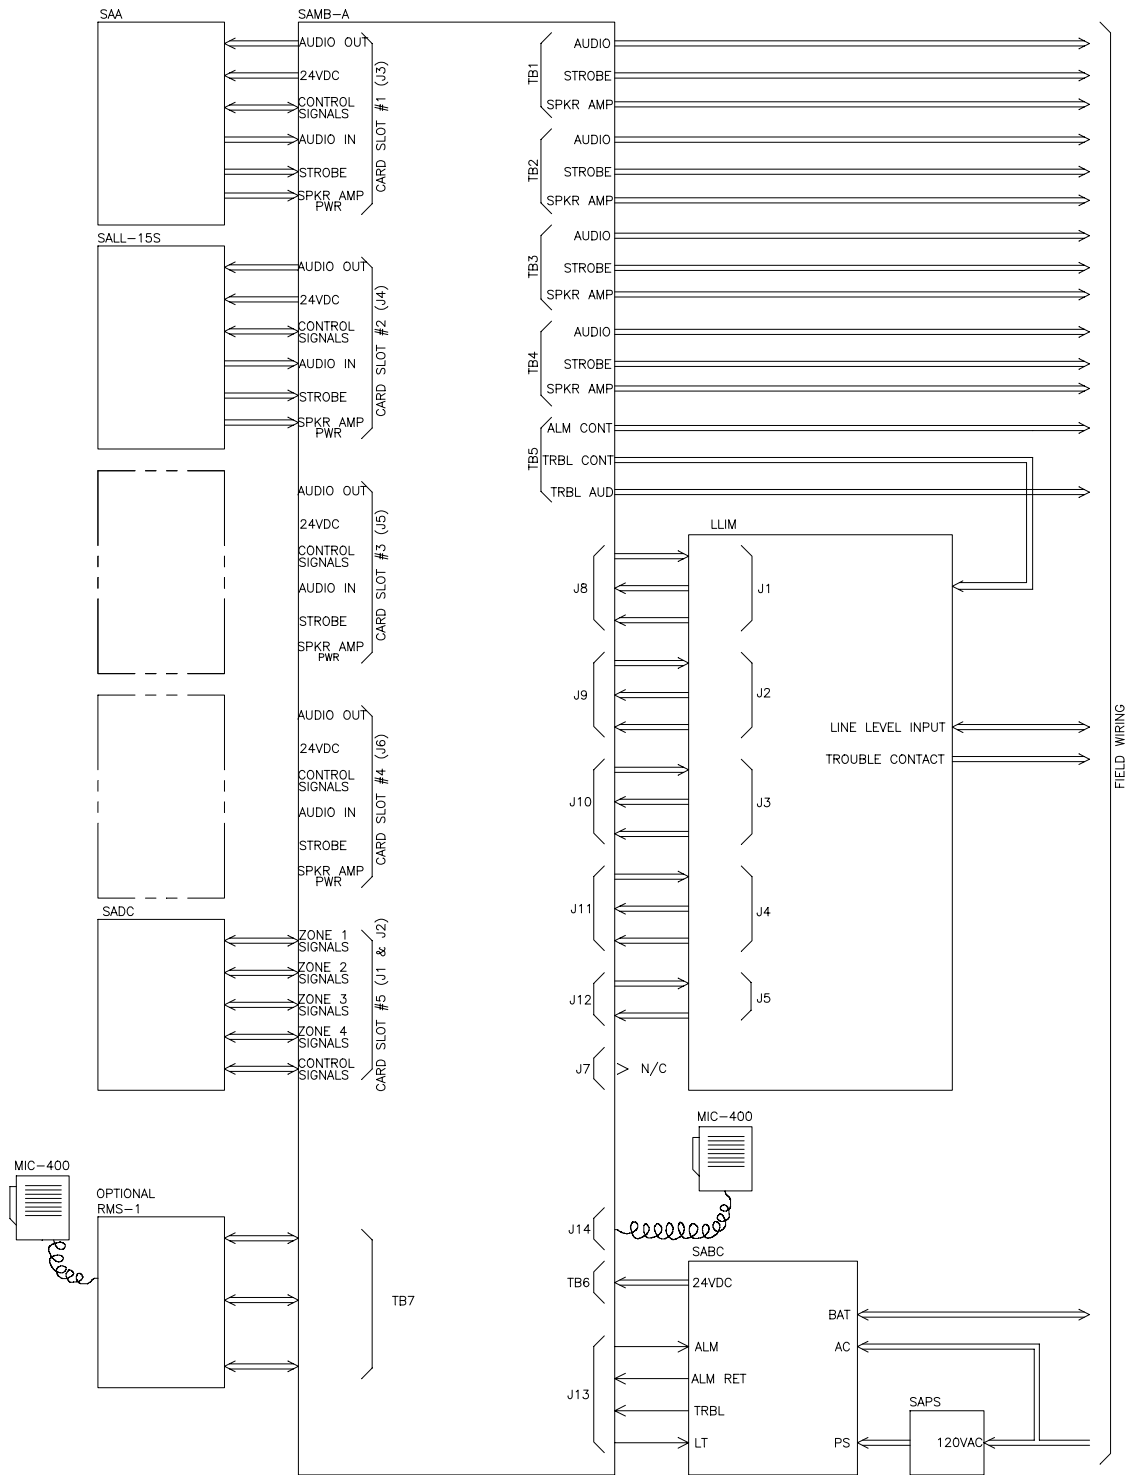 SAA
SAMB-A
AUDIO OUT
24VDC
CONTROL
SIGNALS
AUDIO IN
STROBE
SPKR AMP
PWR
CARD SLOT #1 (J3)
SALL-15S
AUDIO OUT
24VDC
CONTROL
SIGNALS
AUDIO IN
STROBE
SPKR AMP
PWR
CARD SLOT #2 (J4)
AUDIO OUT
24VDC
CONTROL
SIGNALS
AUDIO IN
STROBE
SPKR AMP
PWR
CARD SLOT #3 (J5)
AUDIO OUT
24VDC
CONTROL
SIGNALS
AUDIO IN
STROBE
SPKR AMP
PWR
CARD SLOT #4 (J6)
SADC
ZONE 1
SIGNALS
ZONE 2
SIGNALS
ZONE 3
SIGNALS
ZONE 4
SIGNALS
CONTROL
SIGNALS
CARD SLOT #5 (J1 & J2)
MIC-400
OPTIONAL
RMS-1
TB7
TB1
AUDIO
STROBE
SPKR AMP
TB2
AUDIO
STROBE
SPKR AMP
TB3
AUDIO
STROBE
SPKR AMP
TB4
AUDIO
STROBE
SPKR AMP
TB5
ALM CONT
TRBL CONT
TRBL AUD
LLIM
J8
J1
J9
J2
J10
J3
J11
J4
J12
J5
J7
N/C
LINE LEVEL INPUT
TROUBLE CONTACT
FIELD WIRING
MIC-400
J14
SABC
TB6
24VDC
BAT
J13
ALM
AC
ALM RET
TRBL
LT
PS
SAPS
120VAC